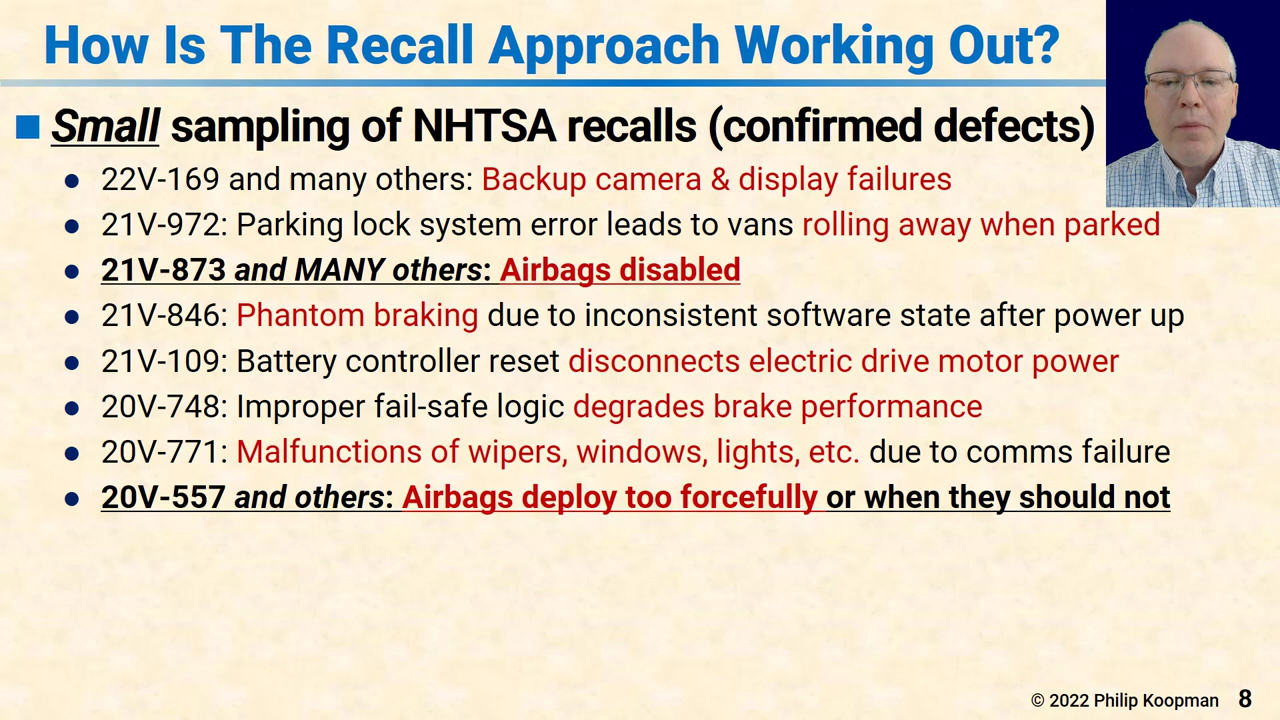 How Is The Recall Approach Working Out?
Small sampling of NHTSA recalls (confirmed defects)
22V-169 and many others: Backup camera & display failures
21V-972: Parking lock system error leads to vans rolling away when parked
21V-873 and MANY others: Airbags disabled
21V-846: Phantom braking due to inconsistent software state after power up
21V-109: Battery controller reset disconnects electric drive motor power
20V-748: Improper fail-safe logic degrades brake performance
20V-771: Malfunctions of wipers, windows, lights, etc. due to comms failure
20V-557 and others: Airbags deploy too forcefully or when they should not
© 2022 Philip Koopman 8